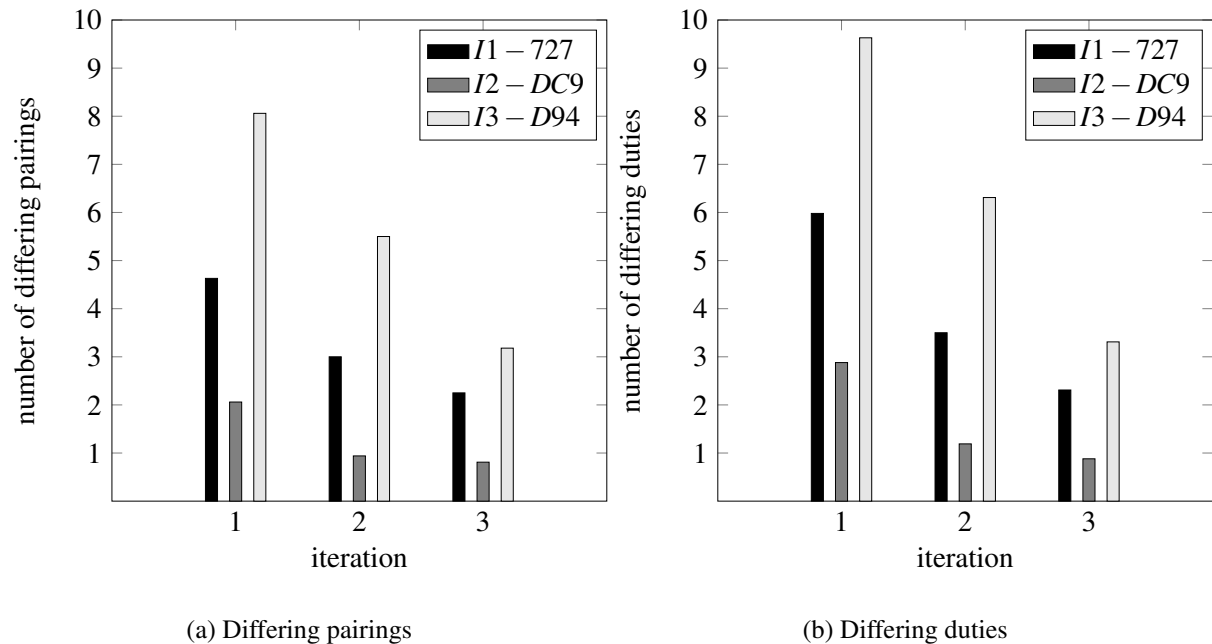 10
9
8
7
6
5
4
3
2
1
number of differing pairings
I1 − 727
I2 − DC9
I3 − D94
1 2 3
iteration
(a) Differing pairings
10
9
8
7
6
5
4
3
2
1
number of differing duties
I1 − 727
I2 − DC9
I3 − D94
1 2 3
iteration
(b) Differing duties